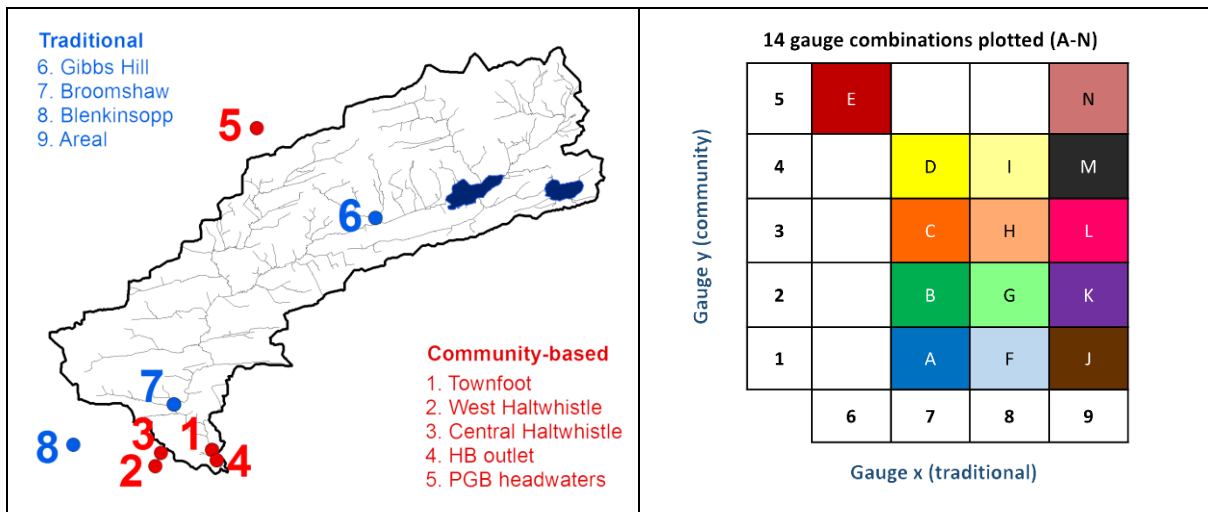 Traditional
6. Gibbs Hill
7. Broomshaw
8. Blenkinsopp
9. Areal
5
6
7
8
3
2
1
4
Community-based
1. Townfoot
2. West Haltwhistle
3. Central Haltwhistle
4. HB outlet
5. PGB headwaters
14 gauge combinations plotted (A-N)
Gauge y (community)
5 E N
4 D I M
3 C H L
2 B G K
1 A F J
6 7 8 9
Gauge x (traditional)